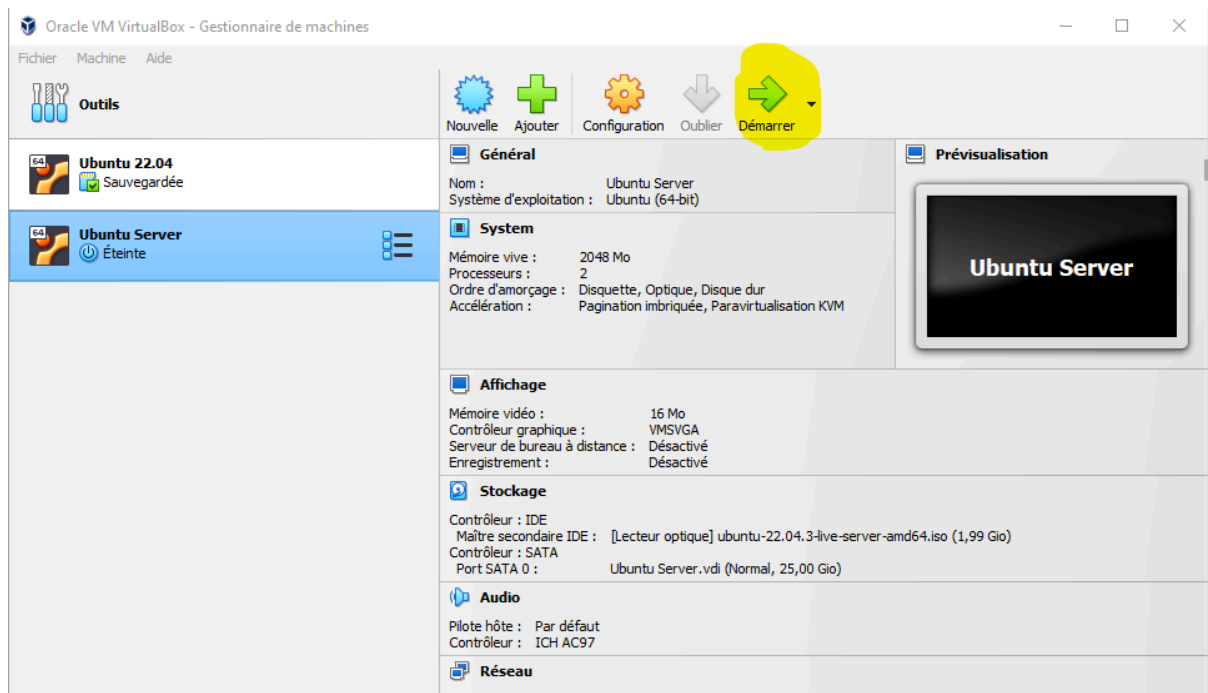 Oracle VM VirtualBox - Gestionnaire de machines
Fichier Machine Aide
Outils
Nouvelle Ajouter Configuration Oublier Démarrer
64 Ubuntu 22.04
Sauvegardée
64 Ubuntu Server
Éteinte
Général
Nom : Ubuntu Server
Système d'exploitation : Ubuntu (64-bit)
Prévisualisation
Ubuntu Server
System
Mémoire vive : 2048 Mo
Processeurs : 2
Ordre d'amorçage : Disquette, Optique, Disque dur
Accélération : Pagination imbriquée, Paravirtualisation KVM
Affichage
Mémoire vidéo : 16 Mo
Contrôleur graphique : VMSVGA
Serveur de bureau à distance : Désactivé
Enregistrement : Désactivé
Stockage
Contrôleur : IDE
Maître secondaire IDE : [Lecteur optique] ubuntu-22.04.3-live-server-amd64.iso (1,99 Gio)
Contrôleur : SATA
Port SATA 0 : Ubuntu Server.vdi (Normal, 25,00 Gio)
Audio
Pilote hôte : Par défaut
Contrôleur : ICH AC97
Réseau